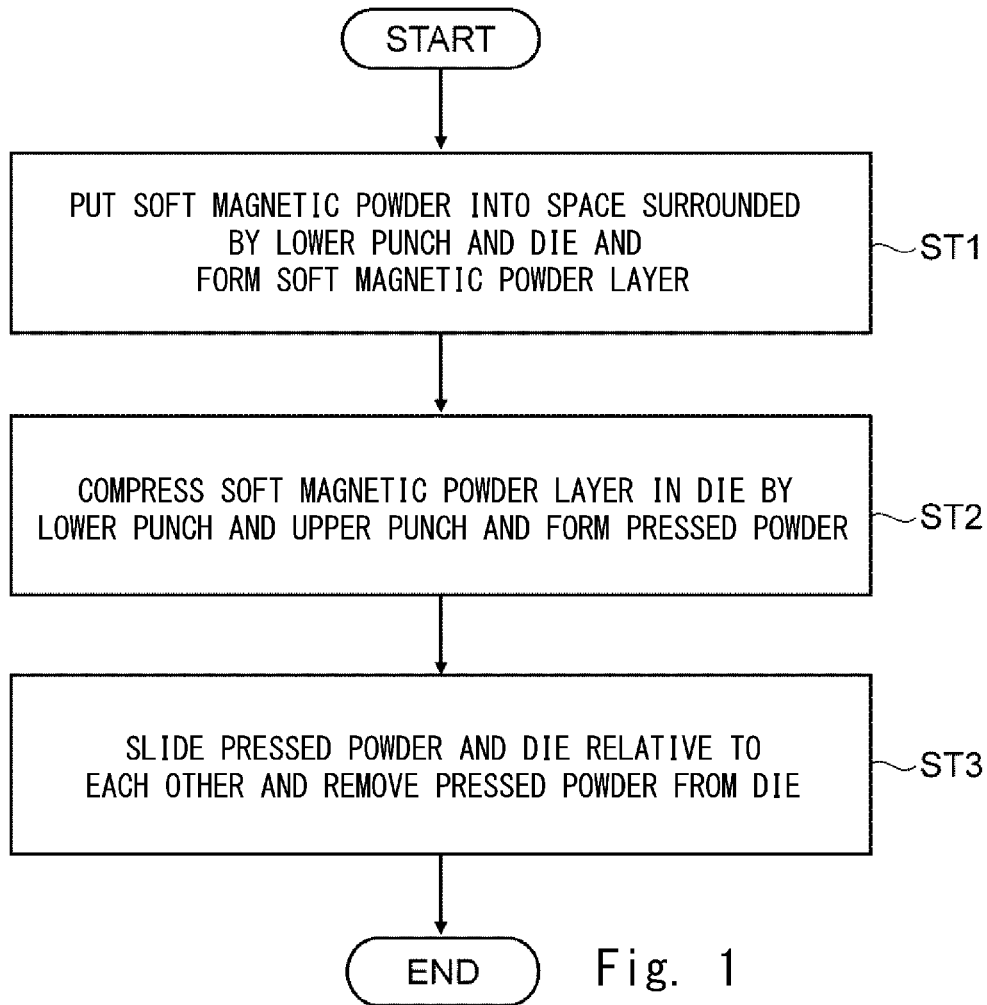 START
PUT SOFT MAGNETIC POWDER INTO SPACE SURROUNDED
BY LOWER PUNCH AND DIE AND
FORM SOFT MAGNETIC POWDER LAYER
ST1
COMPRESS SOFT MAGNETIC POWDER LAYER IN DIE BY
LOWER PUNCH AND UPPER PUNCH AND FORM PRESSED POWDER
ST2
SLIDE PRESSED POWDER AND DIE RELATIVE TO
EACH OTHER AND REMOVE PRESSED POWDER FROM DIE
ST3
END
Fig. 1